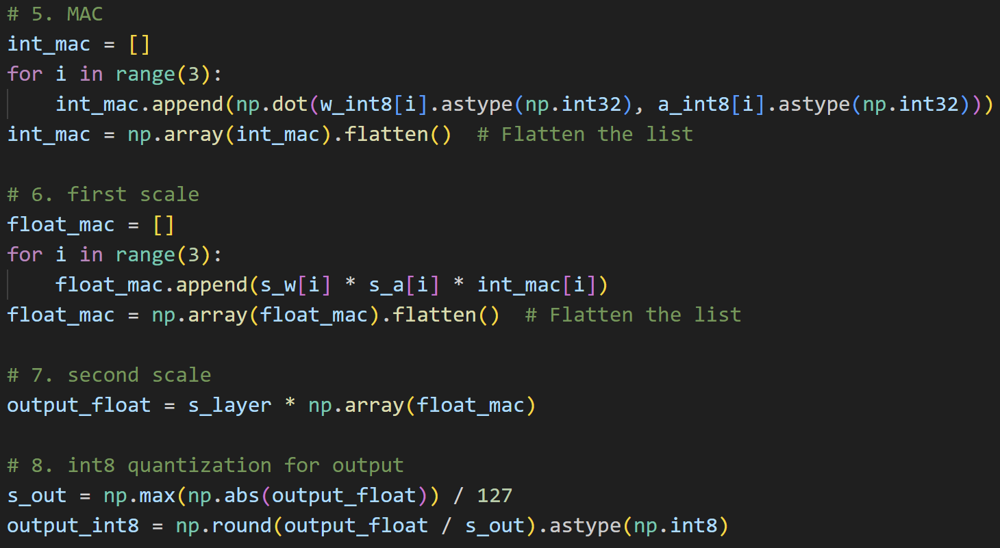 # 5. MAC
int_mac = []
for i in range(3):
    int_mac.append(np.dot(w_int8[i].astype(np.int32), a_int8[i].astype(np.int32)))
int_mac = np.array(int_mac).flatten()  # Flatten the list

# 6. first scale
float_mac = []
for i in range(3):
    float_mac.append(s_w[i] * s_a[i] * int_mac[i])
float_mac = np.array(float_mac).flatten()  # Flatten the list

# 7. second scale
output_float = s_layer * np.array(float_mac)

# 8. int8 quantization for output
s_out = np.max(np.abs(output_float)) / 127
output_int8 = np.round(output_float / s_out).astype(np.int8)